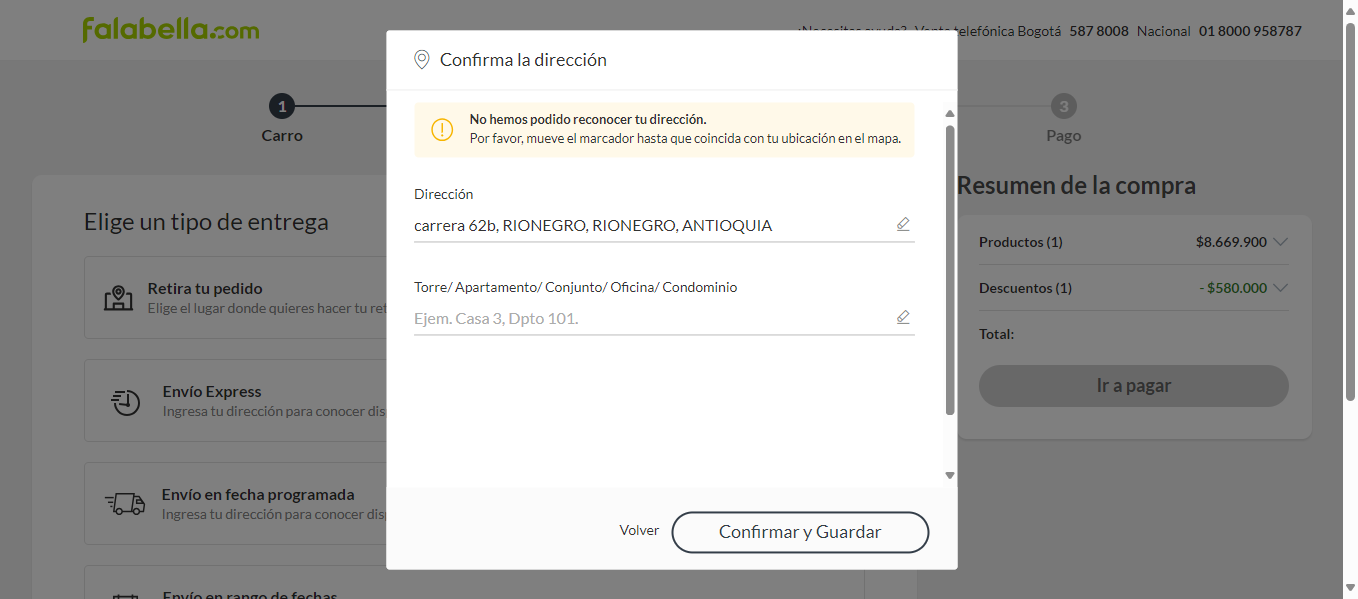 falabella.com
¿Necesitas ayuda? Venta telefónica Bogotá 587 8008 Nacional 01 8000 958787
Confirma la dirección
1
3
Carro
Pago
No hemos podido reconocer tu dirección.
Por favor, mueve el marcador hasta que coincida con tu ubicación en el mapa.
Dirección
carrera 62b, RIONEGRO, RIONEGRO, ANTIOQUIA
Torre/ Apartamento/ Conjunto/ Oficina/ Condominio
Ejem. Casa 3, Dpto 101.
Volver
Confirmar y Guardar
Elige un tipo de entrega
Retira tu pedido
Elige el lugar donde quieres hacer tu ret
Envío Express
Ingresa tu dirección para conocer dis
Envío en fecha programada
Ingresa tu dirección para conocer dis
Envío en rango de fechas
Resumen de la compra
Productos (1) $8.669.900
Descuentos (1) - $580.000
Total:
Ir a pagar